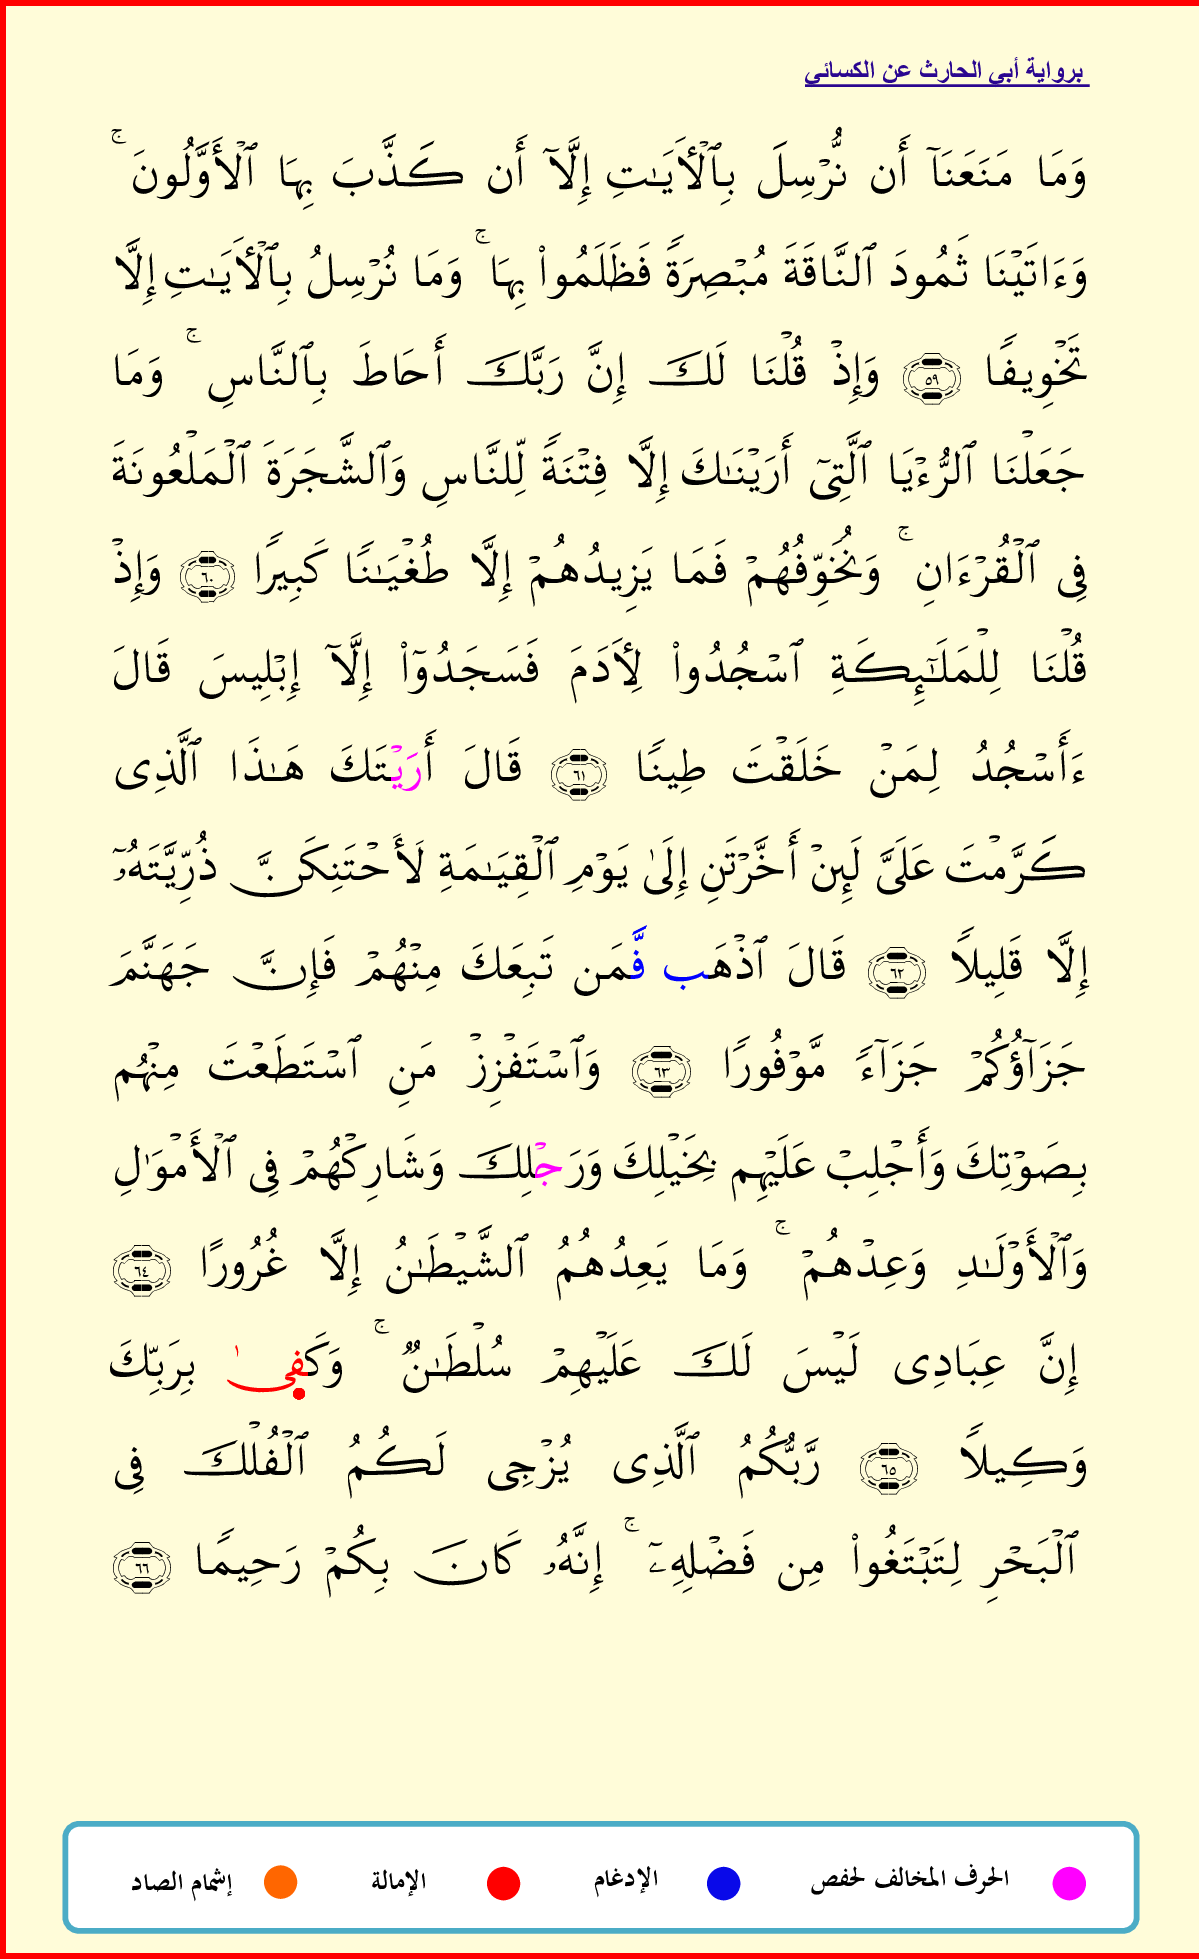 برواية أبي الحارث عن الكسائي
وَمَا مَنَعَنَآ أَن نُّرْسِلَ بِٱلْأَيَـٰتِ إِلَّآ أَن كَذَّبَ بِهَا ٱلْأَوَّلُونَ ۚ
وَءَاتَيْنَا ثَمُودَ ٱلنَّاقَةَ مُبْصِرَةً فَظَلَمُوا۟ بِهَا ۚ وَمَا نُرْسِلُ بِٱلْأَيَـٰتِ إِلَّا
تَخْوِيفًا ٥٩ وَإِذْ قُلْنَا لَكَ إِنَّ رَبَّكَ أَحَاطَ بِٱلنَّاسِ ۚ وَمَا
جَعَلْنَا ٱلرُّءْيَا ٱلَّتِىٓ أَرَيْنَـٰكَ إِلَّا فِتْنَةً لِّلنَّاسِ وَٱلشَّجَرَةَ ٱلْمَلْعُونَةَ
فِى ٱلْقُرْءَانِ ۚ وَنُخَوِّفُهُمْ فَمَا يَزِيدُهُمْ إِلَّا طُغْيَـٰنًا كَبِيرًا ٦٠ وَإِذْ
قُلْنَا لِلْمَلَـٰٓئِكَةِ ٱسْجُدُوا۟ لِأَدَمَ فَسَجَدُوٓا۟ إِلَّآ إِبْلِيسَ قَالَ
ءَأَسْجُدُ لِمَنْ خَلَقْتَ طِينًا ٦١ قَالَ أَرَيْتَكَ هَـٰذَا ٱلَّذِى
كَرَّمْتَ عَلَىَّ لَئِنْ أَخَّرْتَنِ إِلَىٰ يَوْمِ ٱلْقِيَـٰمَةِ لَأَحْتَنِكَنَّ ذُرِّيَّتَهُۥٓ
إِلَّا قَلِيلاً ٦٢ قَالَ ٱذْهَب فَّمَن تَبِعَكَ مِنْهُمْ فَإِنَّ جَهَنَّمَ
جَزَآؤُكُمْ جَزَآءً مَّوْفُورًا ٦٣ وَٱسْتَفْزِزْ مَنِ ٱسْتَطَعْتَ مِنْهُم
بِصَوْتِكَ وَأَجْلِبْ عَلَيْهِم بِخَيْلِكَ وَرَجْلِكَ وَشَارِكْهُمْ فِى ٱلْأَمْوَٰلِ
وَٱلْأَوْلَـٰدِ وَعِدْهُمْ ۚ وَمَا يَعِدُهُمُ ٱلشَّيْطَـٰنُ إِلَّا غُرُورًا ٦٤
إِنَّ عِبَادِى لَيْسَ لَكَ عَلَيْهِمْ سُلْطَـٰنٌ ۚ وَكَفِىٰ بِرَبِّكَ
وَكِيلاً ٦٥ رَّبُّكُمُ ٱلَّذِى يُزْجِى لَكُمُ ٱلْفُلْكَ فِى
ٱلْبَحْرِ لِتَبْتَغُوا۟ مِن فَضْلِهِۦٓ ۚ إِنَّهُۥ كَانَ بِكُمْ رَحِيمًا ٦٦
الحرف المخالف لحفص الإدغام الإمالة إشمام الصاد